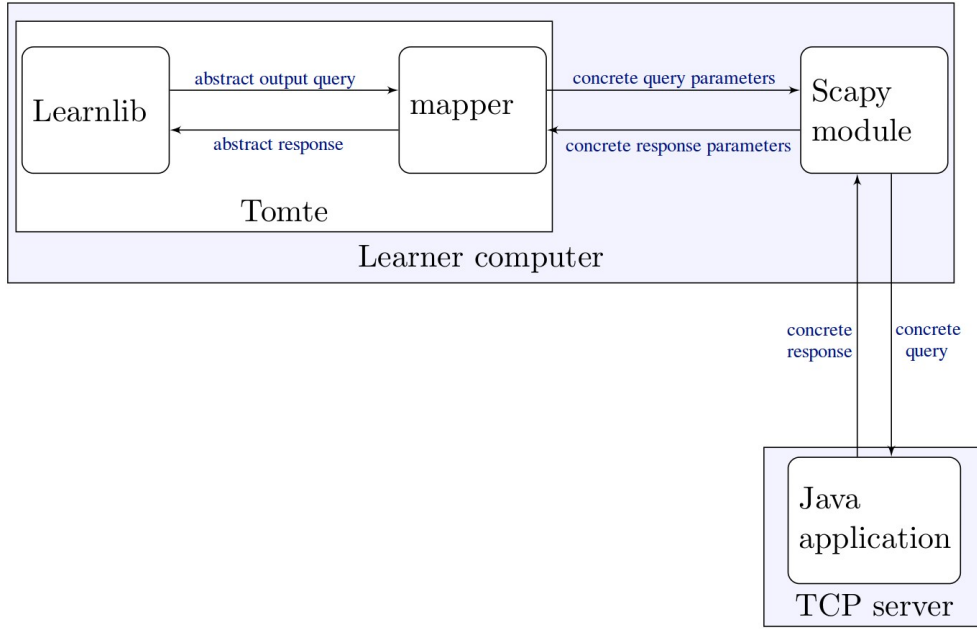 Learnlib
abstract output query
abstract response
mapper
concrete query parameters
concrete response parameters
Scapy
module
Tomte
Learner computer
concrete
response
concrete
query
Java
application
TCP server